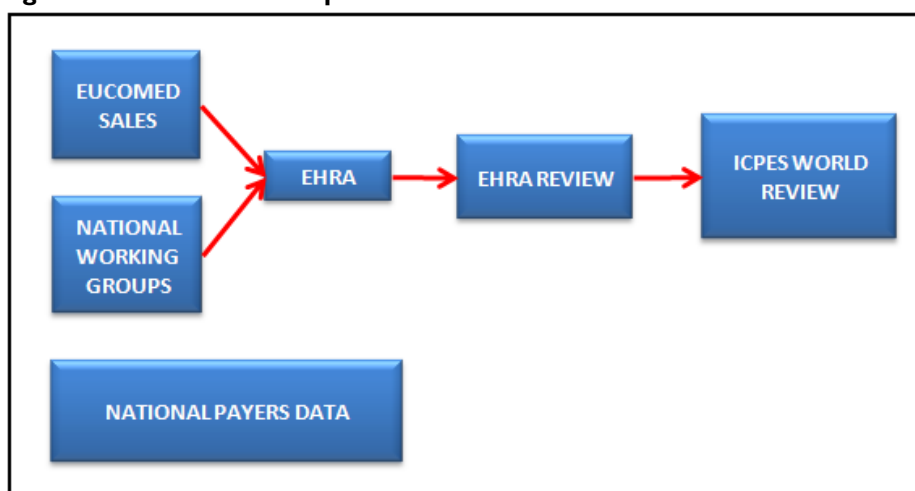 EUCOMED
SALES
NATIONAL
WORKING
GROUPS
EHRA
EHRA REVIEW
ICPES WORLD
REVIEW
NATIONAL PAYERS DATA